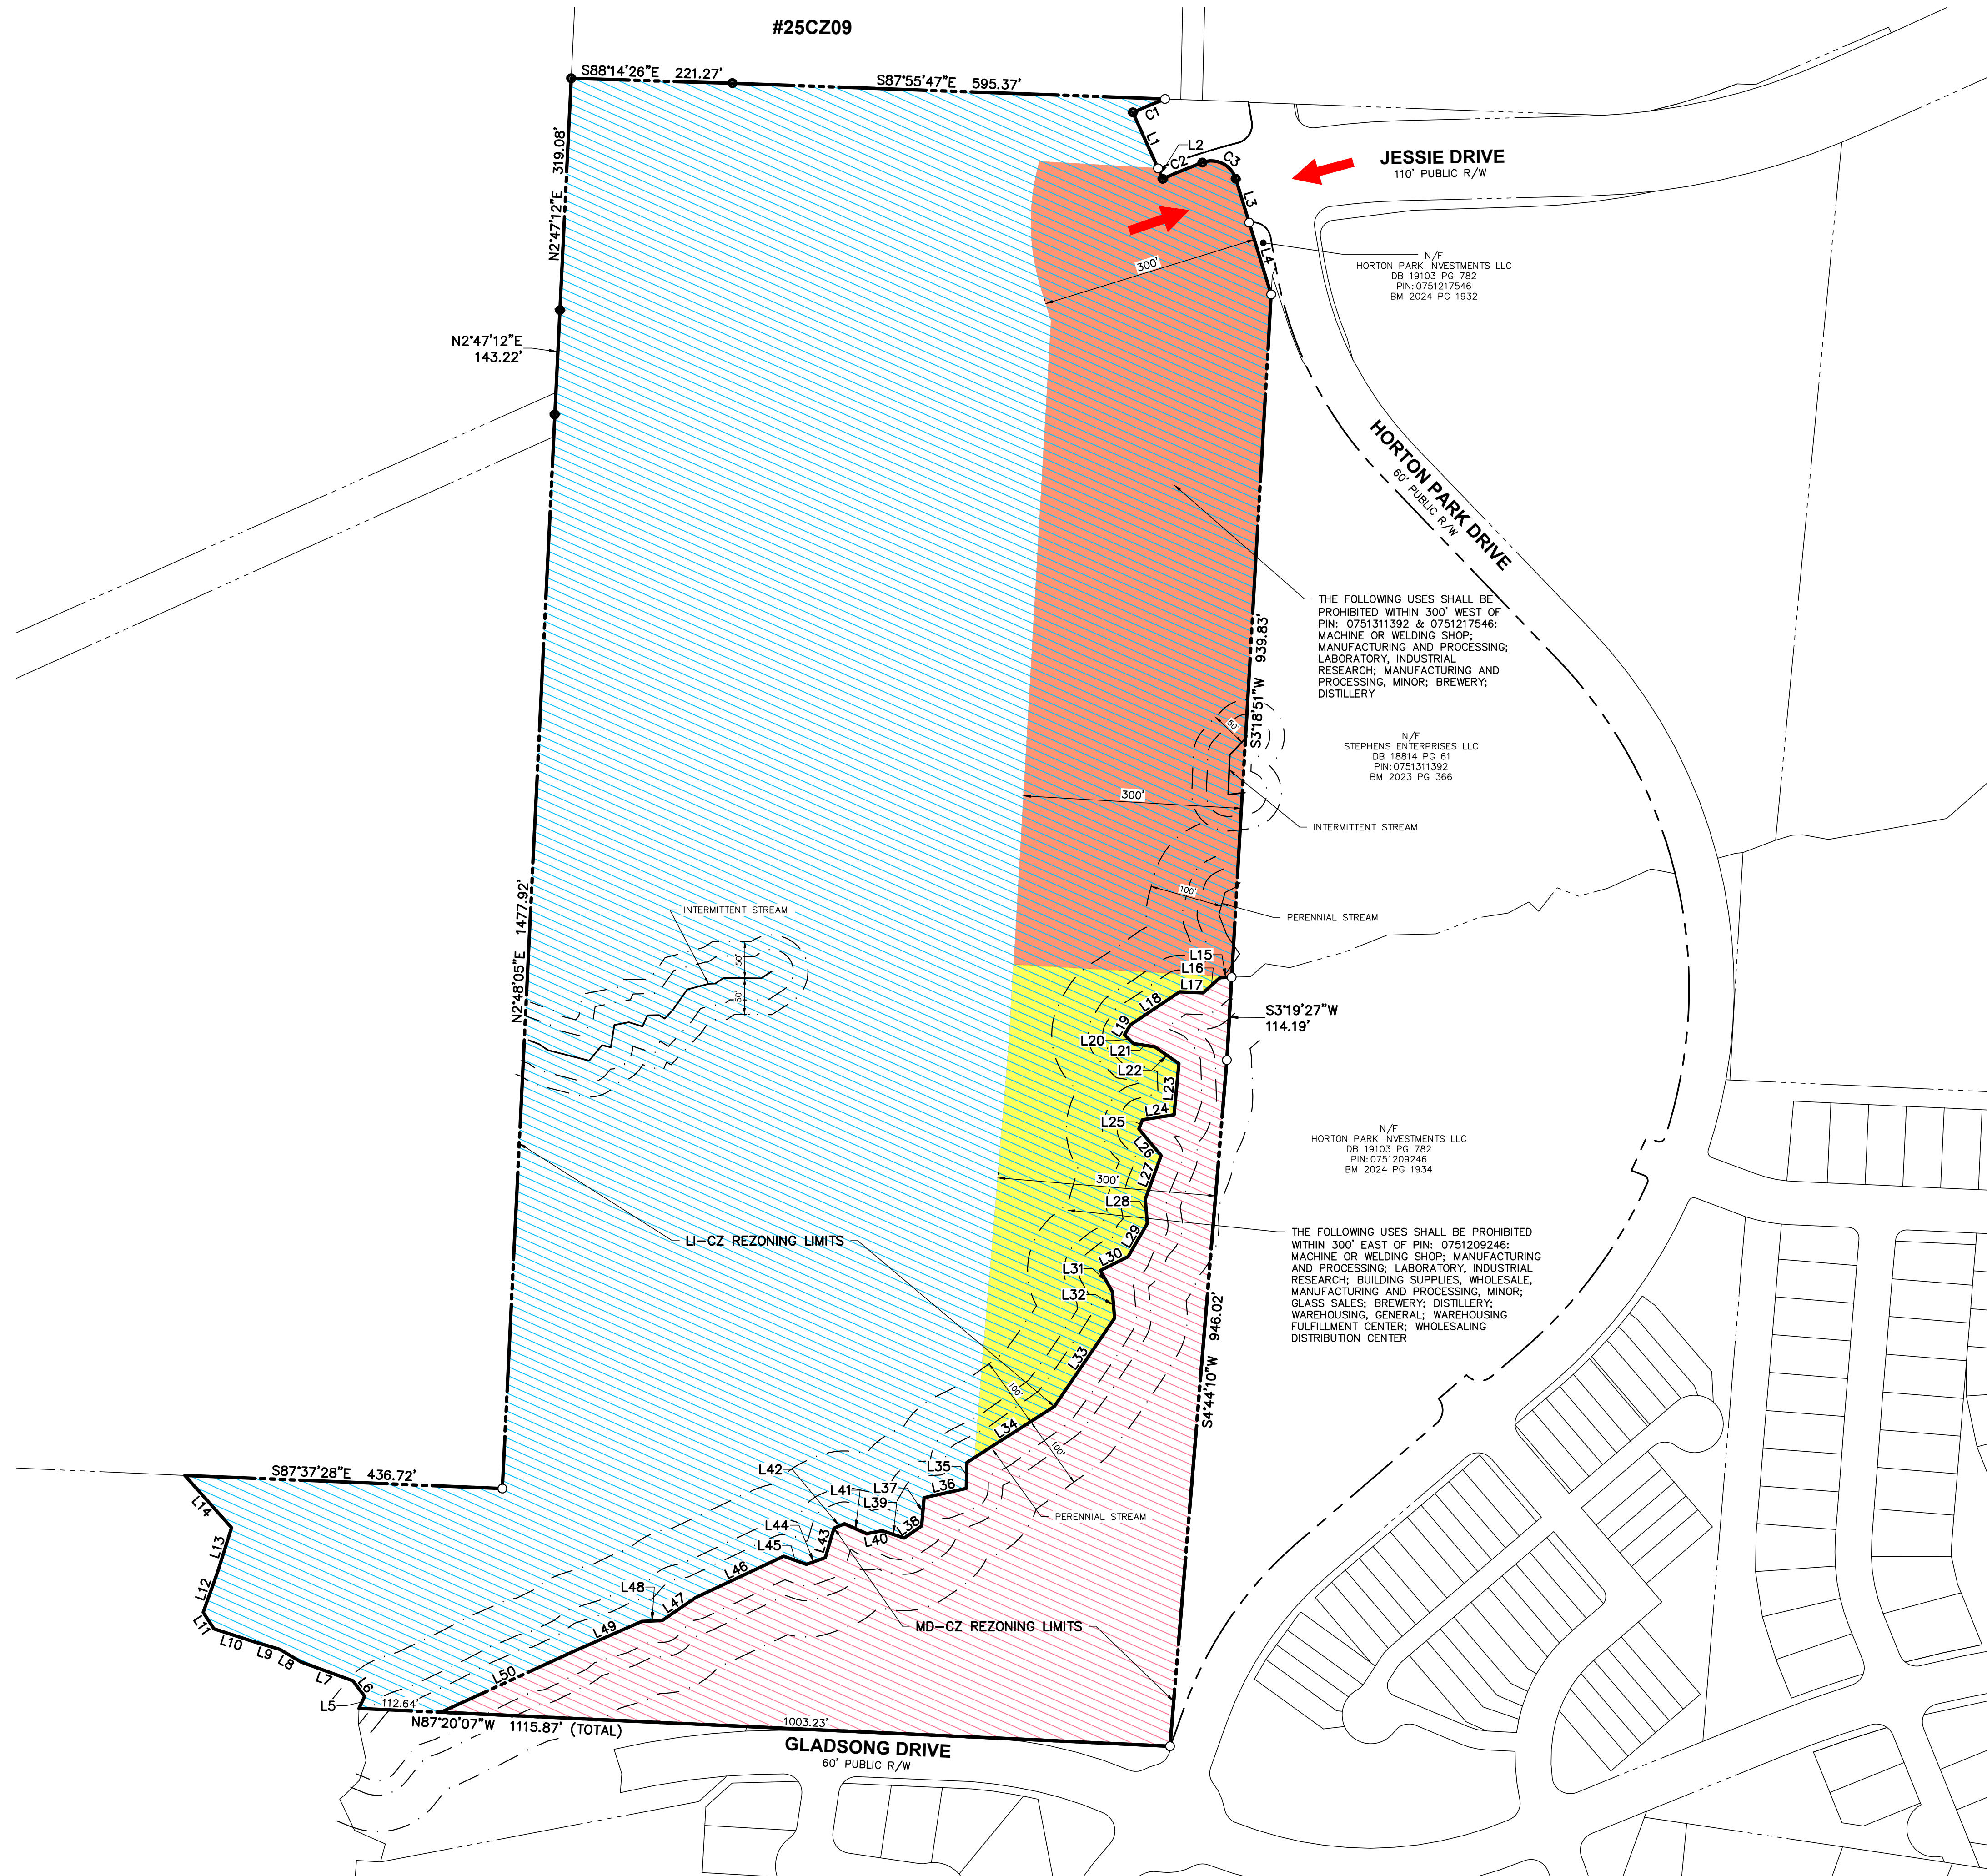 #25CZ09
S88°14'26"E 221.27'
S87°55'47"E 595.37'
C1
L1
L2
C2
C3
L3
L4
JESSIE DRIVE
110' PUBLIC R/W
N2°47'12"E 319.08'
300'
N/F
HORTON PARK INVESTMENTS LLC
DB 19103 PG 782
PIN: 0751217546
BM 2024 PG 1932
N2°47'12"E
143.22'
HORTON PARK DRIVE
60' PUBLIC R/W
THE FOLLOWING USES SHALL BE
PROHIBITED WITHIN 300' WEST OF
PIN: 0751311392 & 0751217546:
MACHINE OR WELDING SHOP;
MANUFACTURING AND PROCESSING;
LABORATORY, INDUSTRIAL
RESEARCH; MANUFACTURING AND
PROCESSING, MINOR; BREWERY;
DISTILLERY
S3°18'51"W 939.83'
50'
N/F
STEPHENS ENTERPRISES LLC
DB 18814 PG 61
PIN: 0751311392
BM 2023 PG 366
300'
INTERMITTENT STREAM
100'
PERENNIAL STREAM
N2°48'05"E 1477.92'
INTERMITTENT STREAM
50'
50'
L15
L16
L17
L18
L19
L20
L21
L22
L23
L24
L25
L26
L27
L28
L29
L30
L31
L32
L33
L34
S3°19'27"W
114.19'
300'
N/F
HORTON PARK INVESTMENTS LLC
DB 19103 PG 782
PIN: 0751209246
BM 2024 PG 1934
LI-CZ REZONING LIMITS
THE FOLLOWING USES SHALL BE PROHIBITED
WITHIN 300' EAST OF PIN: 0751209246:
MACHINE OR WELDING SHOP; MANUFACTURING
AND PROCESSING; LABORATORY, INDUSTRIAL
RESEARCH; BUILDING SUPPLIES, WHOLESALE,
MANUFACTURING AND PROCESSING, MINOR;
GLASS SALES; BREWERY; DISTILLERY;
WAREHOUSING, GENERAL; WAREHOUSING
FULFILLMENT CENTER; WHOLESALING
DISTRIBUTION CENTER
S4°44'10"W 946.02'
100'
100'
PERENNIAL STREAM
S87°37'28"E 436.72'
L35
L36
L37
L38
L39
L40
L41
L42
L43
L44
L45
L46
L47
L48
L49
L50
L14
L13
L12
L11
L10
L9
L8
L7
L6
L5
MD-CZ REZONING LIMITS
112.64'
N87°20'07"W 1115.87' (TOTAL)
1003.23'
GLADSONG DRIVE
60' PUBLIC R/W